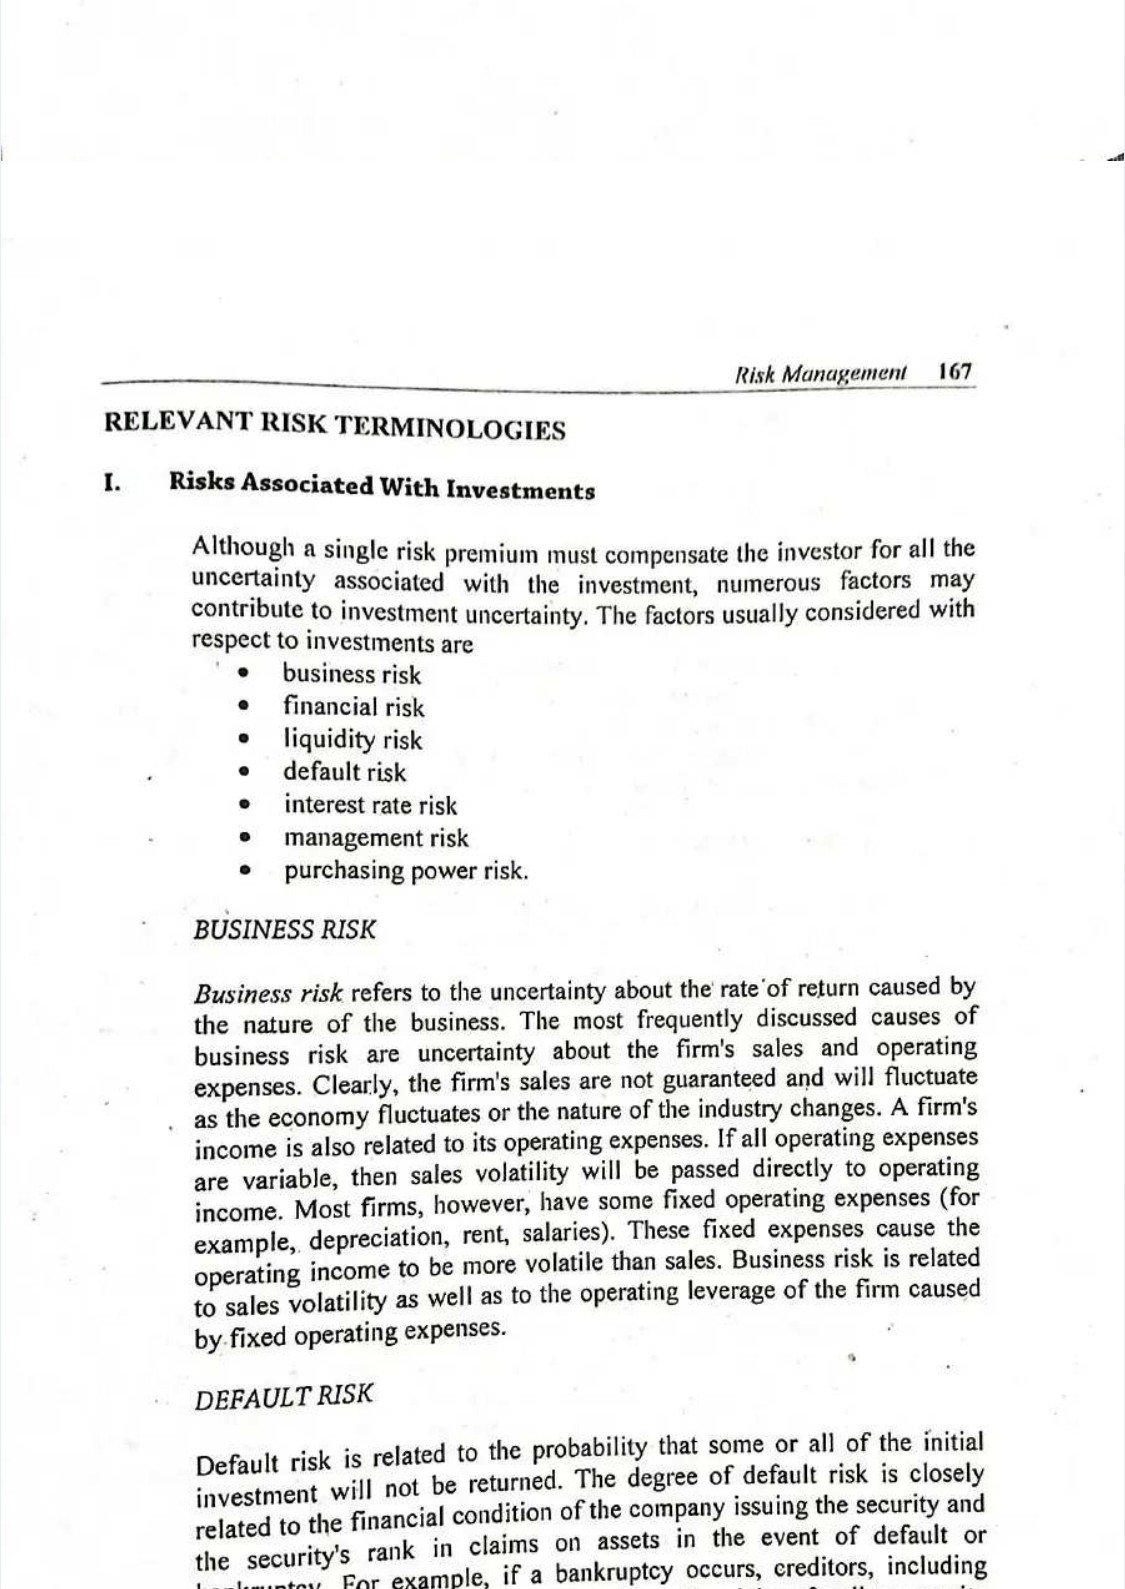 Risk Management 167
RELEVANT RISK TERMINOLOGIES
I. Risks Associated With Investments
Although a single risk premium must compensate the investor for all the
uncertainty associated with the investment, numerous factors may
contribute to investment uncertainty. The factors usually considered with
respect to investments are
• business risk
• financial risk
• liquidity risk
• default risk
• interest rate risk
• management risk
• purchasing power risk.
BUSINESS RISK
Business risk refers to the uncertainty about the rate of return caused by
the nature of the business. The most frequently discussed causes of
business risk are uncertainty about the firm's sales and operating
expenses. Clearly, the firm's sales are not guaranteed and will fluctuate
as the economy fluctuates or the nature of the industry changes. A firm's
income is also related to its operating expenses. If all operating expenses
are variable, then sales volatility will be passed directly to operating
income. Most firms, however, have some fixed operating expenses (for
example, depreciation, rent, salaries). These fixed expenses cause the
operating income to be more volatile than sales. Business risk is related
to sales volatility as well as to the operating leverage of the firm caused
by fixed operating expenses.
DEFAULT RISK
Default risk is related to the probability that some or all of the initial
investment will not be returned. The degree of default risk is closely
related to the financial condition of the company issuing the security and
the security's rank in claims on assets in the event of default or
For example, if a bankruptcy occurs, creditors, including